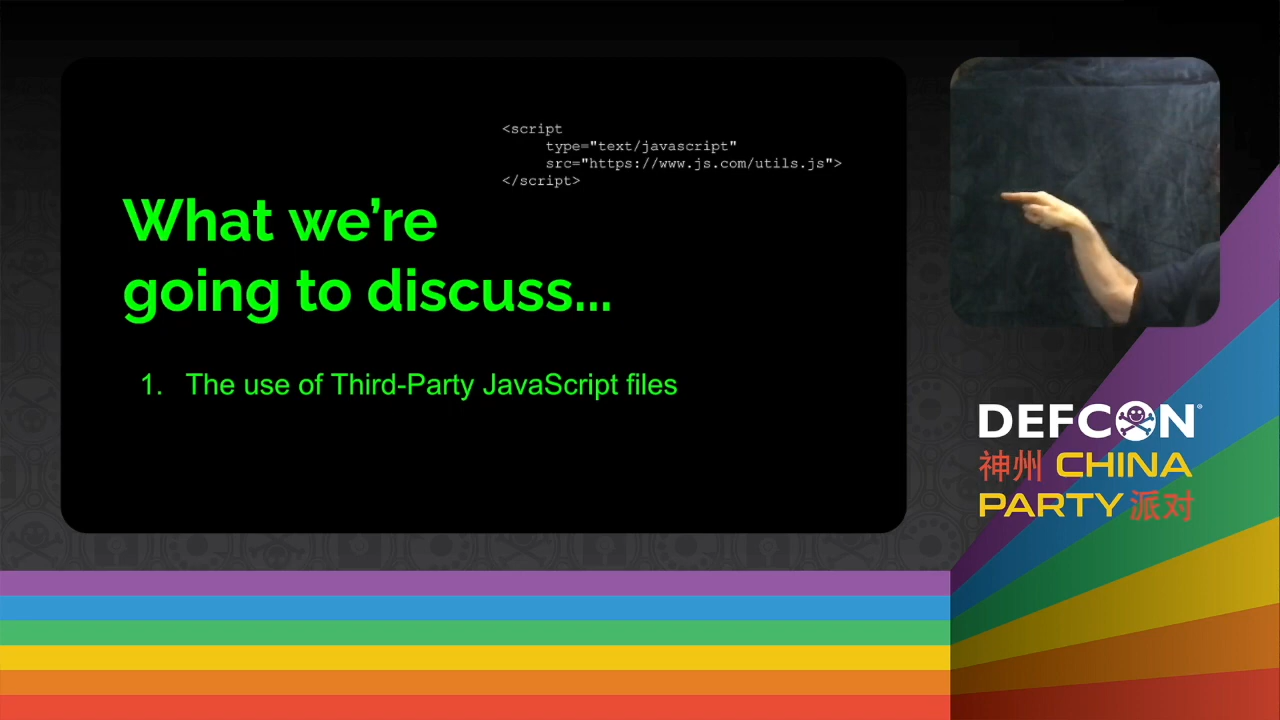 <script
type="text/javascript"
src="https://www.js.com/utils.js">
</script>
What we’re
going to discuss...
1. The use of Third-Party JavaScript files
DEFCON®
神州 CHINA
PARTY 派对